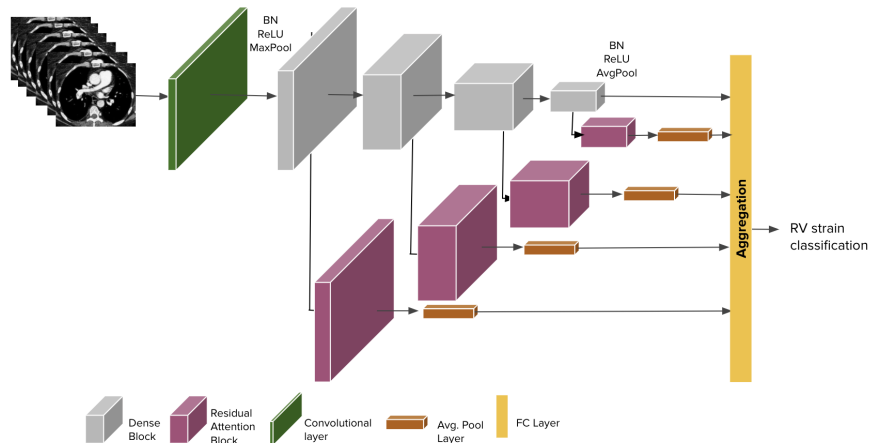 BN
ReLU
MaxPool
BN
ReLU
AvgPool
Aggregation
RV strain
classification
Dense
Block
Residual
Attention
Block
Convolutional
layer
Avg. Pool
Layer
FC Layer